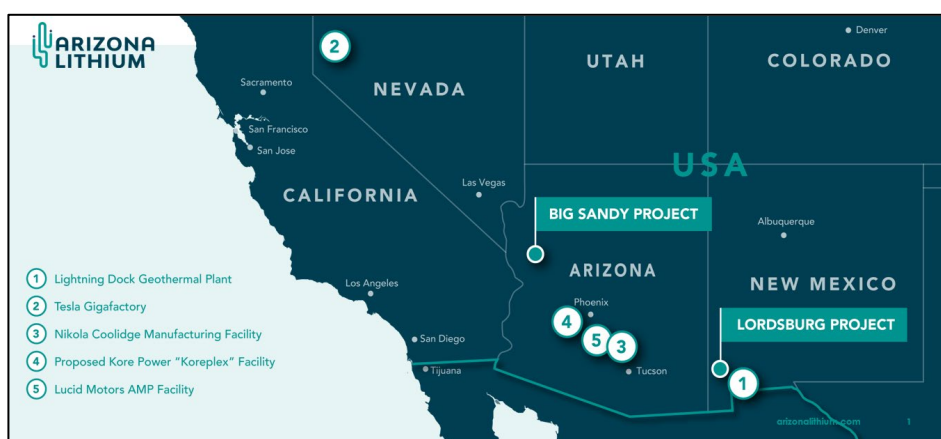 ARIZONA
LITHIUM
2
Denver
UTAH
COLORADO
NEVADA
Sacramento
San Francisco
San Jose
USA
CALIFORNIA
Las Vegas
BIG SANDY PROJECT
Albuquerque
ARIZONA
NEW MEXICO
1 Lightning Dock Geothermal Plant
Los Angeles
2 Tesla Gigafactory
Phoenix
4
LORDSBURG PROJECT
3 Nikola Coolidge Manufacturing Facility
San Diego
5
3
4 Proposed Kore Power "Koreplex" Facility
Tijuana
Tucson
1
5 Lucid Motors AMP Facility
arizonalithium.com 1